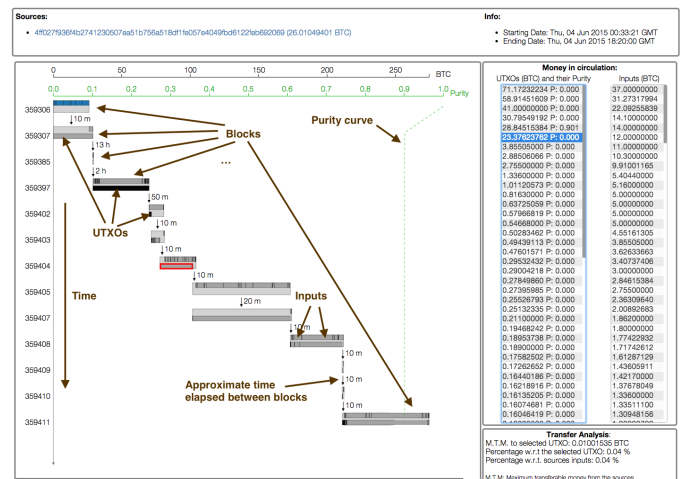 Sources:
4ff027f936f4b2741230507ea51b756a518df1fe057e4049fbd6122feb692069 (26.01049401 BTC)
Info:
Starting Date: Thu, 04 Jun 2015 00:33:21 GMT
Ending Date: Thu, 04 Jun 2015 18:20:00 GMT
0 50 100 150 200 250 BTC
0.0 0.1 0.2 0.3 0.4 0.5 0.6 0.7 0.8 0.9 1.0 Purity
359306
10 m
359307
13 h
359385
2 h
359397
50 m
359402
10 m
359403
10 m
359404
10 m
359405
20 m
359407
10 m
359408
10 m
359409
10 m
359410
10 m
359411
Blocks
...
Purity curve
UTXOs
Time
Inputs
Approximate time
elapsed between blocks
Money in circulation:
UTXOs (BTC) and their Purity Inputs (BTC)
71.17232234 P: 0.000 37.00000000
58.91451609 P: 0.000 31.27317994
41.00000000 P: 0.000 22.09255839
30.79549192 P: 0.000 14.00000000
28.84515384 P: 0.901 14.00000000
23.37623762 P: 0.000 12.00000000
3.85505000 P: 0.000 11.00000000
2.88506066 P: 0.000 10.30000000
2.75500000 P: 0.000 9.91001165
1.33600000 P: 0.000 5.40440000
1.01120573 P: 0.000 5.16000000
0.81630000 P: 0.000 5.00000000
0.63725059 P: 0.000 5.00000000
0.57966819 P: 0.000 5.00000000
0.54668000 P: 0.000 5.00000000
0.50283462 P: 0.000 4.55161305
0.49439113 P: 0.000 3.85505000
0.47601571 P: 0.000 3.62633663
0.29532432 P: 0.000 3.40737406
0.29004218 P: 0.000 3.00000000
0.27849860 P: 0.000 2.84615384
0.27395985 P: 0.000 2.75500000
0.25526793 P: 0.000 2.36309640
0.25132335 P: 0.000 2.00892683
0.21100000 P: 0.000 1.86200000
0.19468242 P: 0.000 1.80000000
0.18953738 P: 0.000 1.77422932
0.18900000 P: 0.000 1.71742612
0.17582502 P: 0.000 1.61287129
0.17262652 P: 0.000 1.43605911
0.16440186 P: 0.000 1.42170000
0.16218916 P: 0.000 1.37678049
0.16135205 P: 0.000 1.33600000
0.16074681 P: 0.000 1.33511100
0.16046419 P: 0.000 1.30948156
Transfer Analysis:
M.T.M. to selected UTXO: 0.01001535 BTC
Percentage w.r.t the selected UTXO: 0.04 %
Percentage w.r.t. sources inputs: 0.04 %
M.T.M: Maximum transferable money from the sources